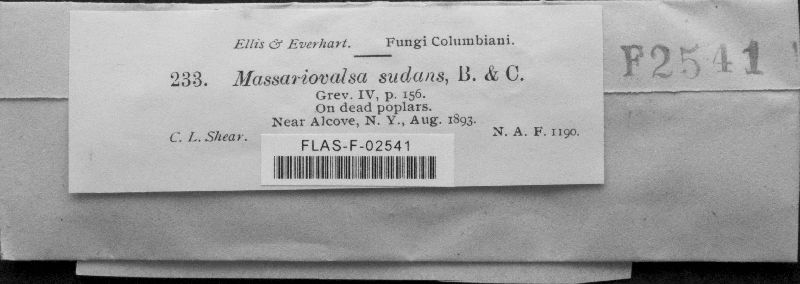 Ellis & Everhart. Fungi Columbiani.
F2541
233. Massariovalsa sudans, B. & C.
Grev. IV, p. 156.
On dead poplars.
Near Alcove, N. Y., Aug. 1893.
C. L. Shear. N. A. F. 1190.
FLAS-F-02541